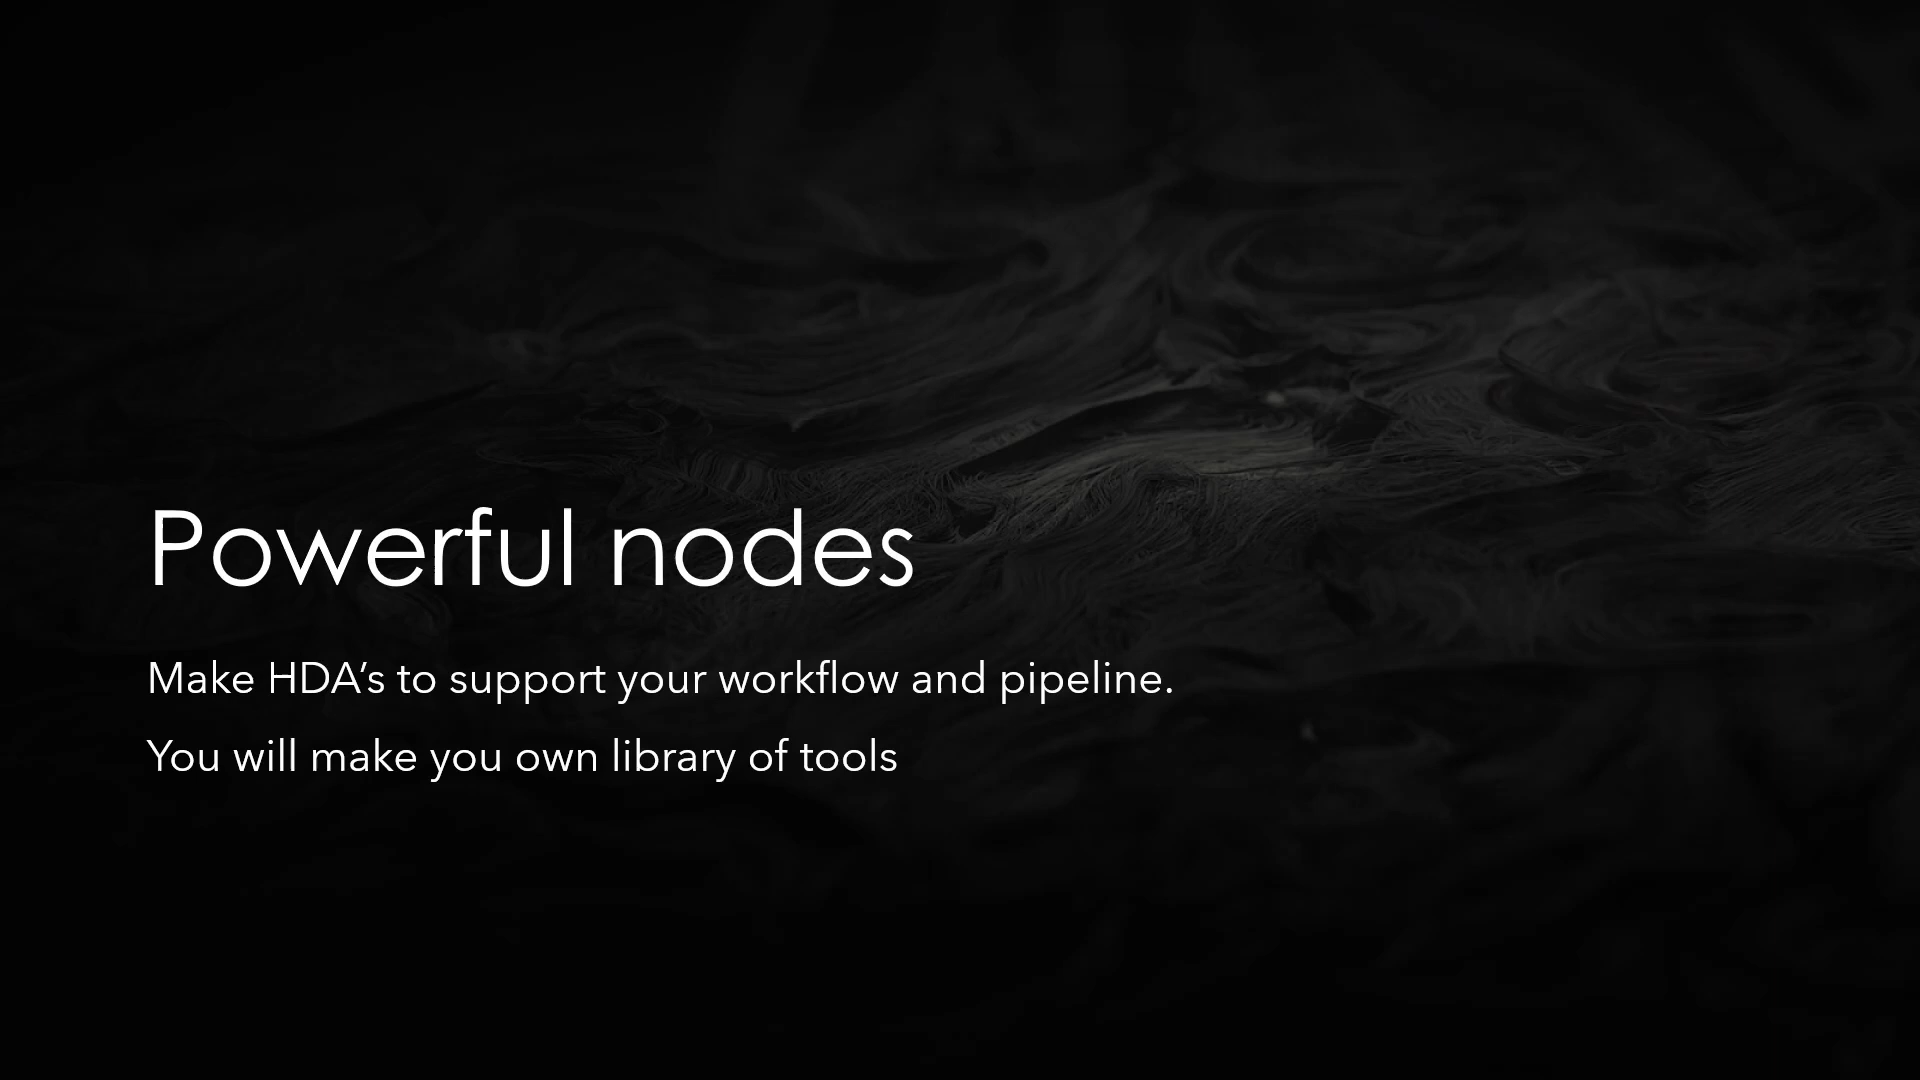 Powerful nodes
Make HDA’s to support your workflow and pipeline.
You will make you own library of tools